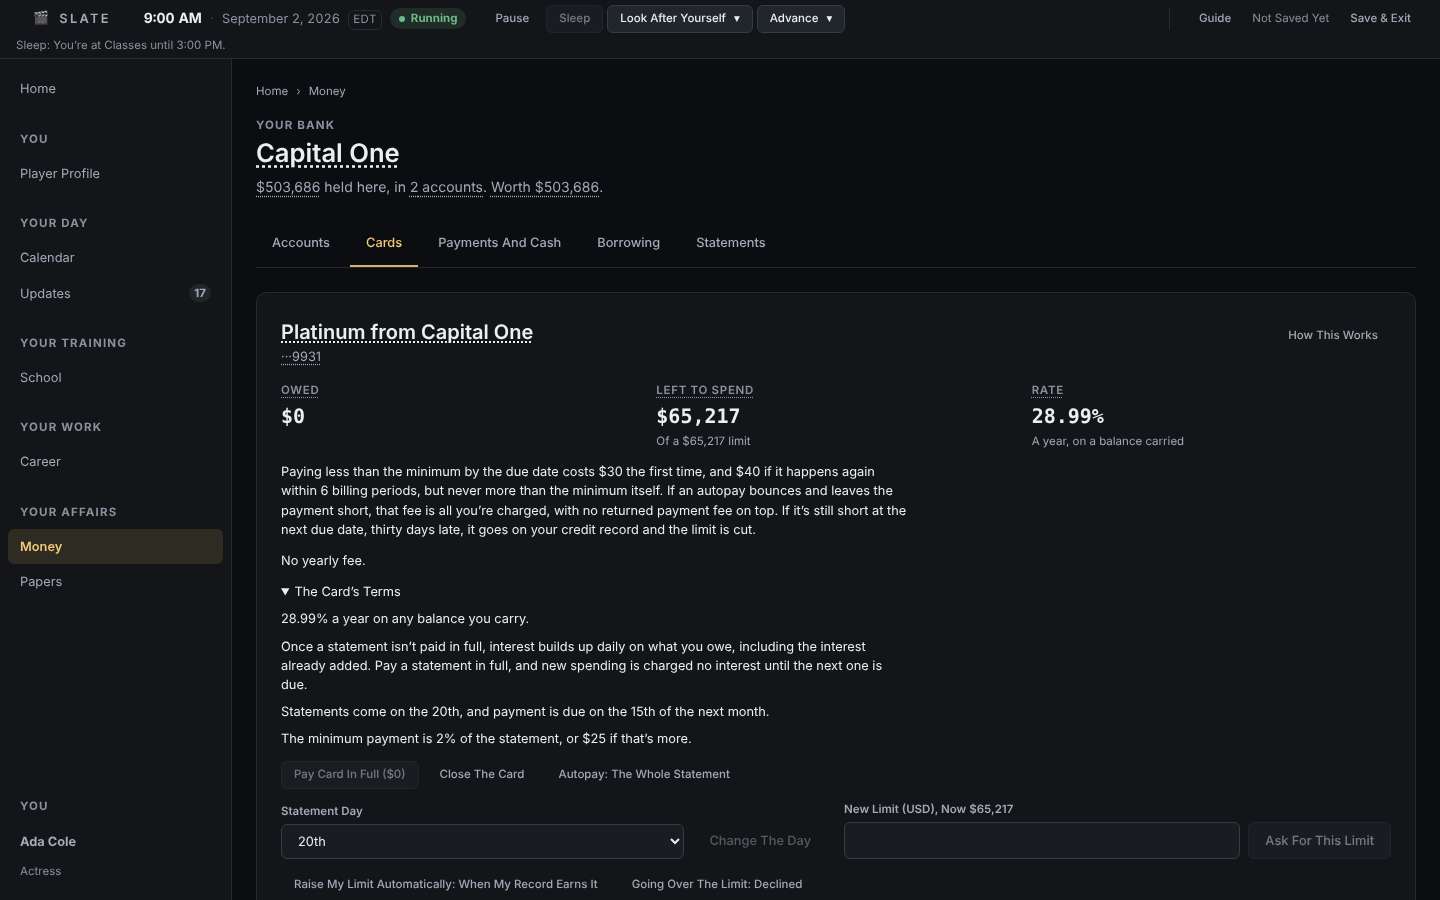 SLATE
9:00 AM · September 2, 2026 EDT Running
Pause
Sleep
Look After Yourself
Advance
Guide
Not Saved Yet
Save & Exit
Sleep: You're at Classes until 3:00 PM.
Home
YOU
Player Profile
YOUR DAY
Calendar
Updates 17
YOUR TRAINING
School
YOUR WORK
Career
YOUR AFFAIRS
Money
Papers
YOU
Ada Cole
Actress
Home › Money
YOUR BANK
Capital One
$503,686 held here, in 2 accounts. Worth $503,686.
Accounts
Cards
Payments And Cash
Borrowing
Statements
Platinum from Capital One
How This Works
···9931
OWED
$0
LEFT TO SPEND
$65,217
Of a $65,217 limit
RATE
28.99%
A year, on a balance carried
Paying less than the minimum by the due date costs $30 the first time, and $40 if it happens again
within 6 billing periods, but never more than the minimum itself. If an autopay bounces and leaves the
payment short, that fee is all you're charged, with no returned payment fee on top. If it's still short at the
next due date, thirty days late, it goes on your credit record and the limit is cut.
No yearly fee.
▼ The Card's Terms
28.99% a year on any balance you carry.
Once a statement isn't paid in full, interest builds up daily on what you owe, including the interest
already added. Pay a statement in full, and new spending is charged no interest until the next one is
due.
Statements come on the 20th, and payment is due on the 15th of the next month.
The minimum payment is 2% of the statement, or $25 if that's more.
Pay Card In Full ($0)
Close The Card
Autopay: The Whole Statement
Statement Day
20th
Change The Day
New Limit (USD), Now $65,217
Ask For This Limit
Raise My Limit Automatically: When My Record Earns It
Going Over The Limit: Declined